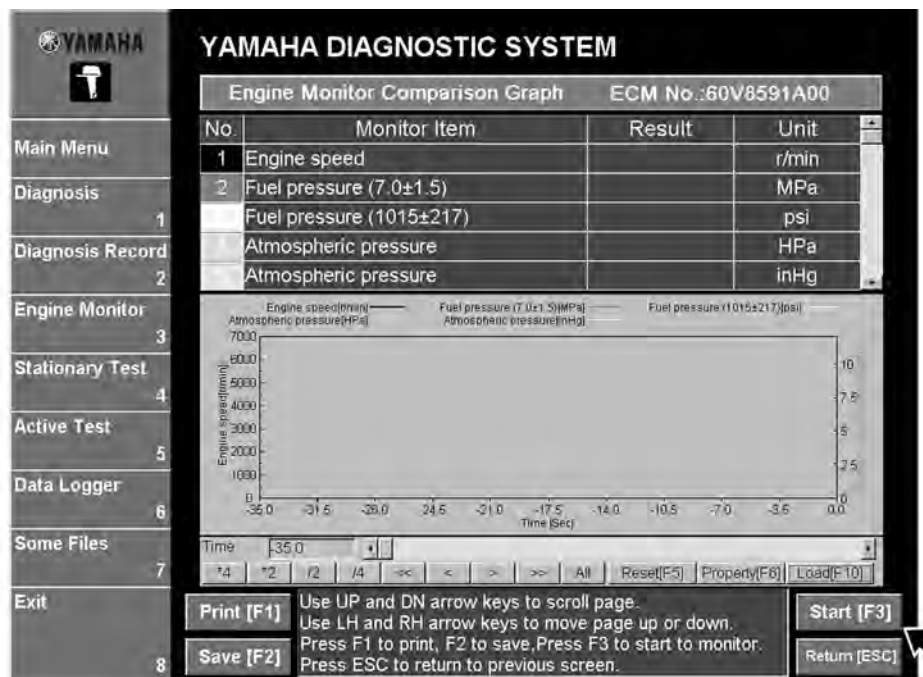 YAMAHA
YAMAHA DIAGNOSTIC SYSTEM
Engine Monitor Comparison Graph ECM No.:60V8591A00
No. Monitor Item Result Unit
1 Engine speed r/min
2 Fuel pressure (7.0±1.5) MPa
Fuel pressure (1015±217) psi
Atmospheric pressure HPa
Atmospheric pressure inHg
Main Menu
Diagnosis
1
Diagnosis Record
2
Engine Monitor
3
Stationary Test
4
Active Test
5
Data Logger
6
Some Files
7
Exit
8
Engine speed[r/min] Fuel pressure (7.0±1.5)[MPa] Fuel pressure (1015±217)[psi]
Atmospheric pressure[HPa] Atmospheric pressure[inHg]
Engine speed[r/min]
7000
6000
5000
4000
3000
2000
1000
0
10
7.5
5
2.5
0
-35.0 -31.5 -28.0 24.5 -21.0 -17.5 -14.0 -10.5 -7.0 -3.5 0.0
Time [Sec]
Time -35.0
*4 *2 /2 /4 << < > >> All Reset[F5] Property[F6] Load[F10]
Print [F1]
Save [F2]
Use UP and DN arrow keys to scroll page.
Use LH and RH arrow keys to move page up or down.
Press F1 to print, F2 to save,Press F3 to start to monitor.
Press ESC to return to previous screen.
Start [F3]
Return [ESC]